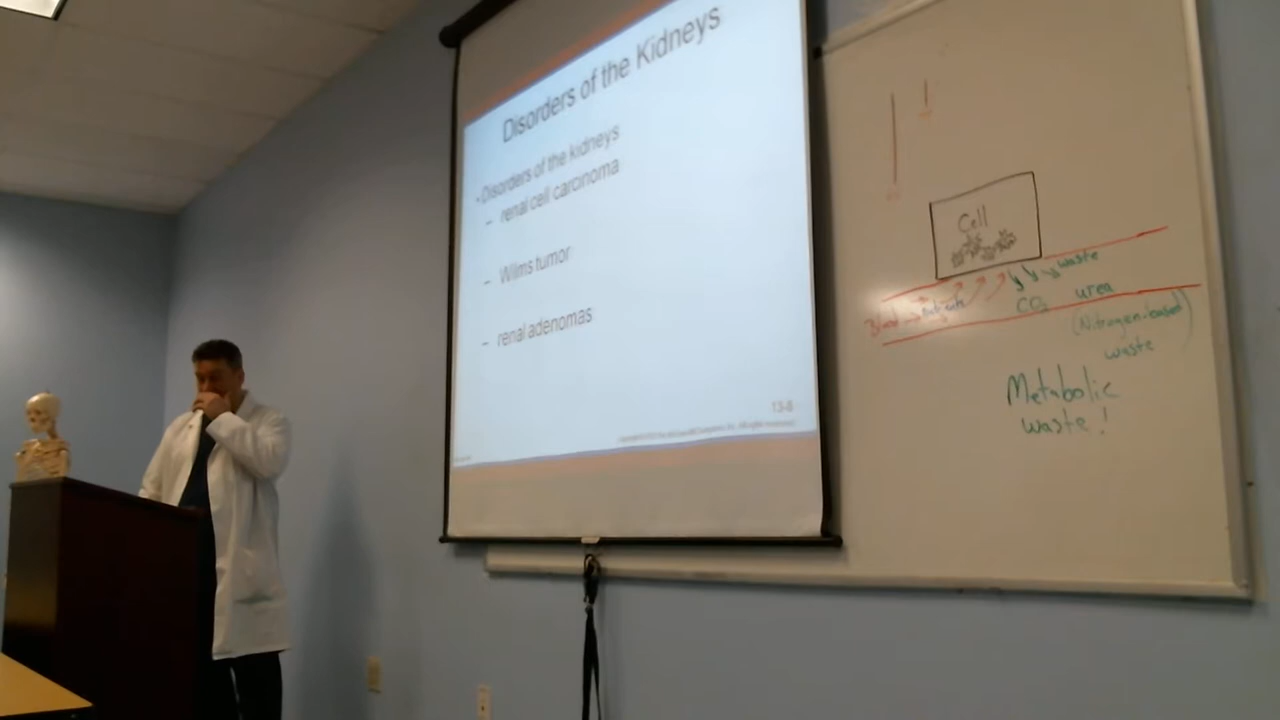 Disorders of the Kidneys
• Disorders of the kidneys
– renal cell carcinoma
– Wilms tumor
– renal adenomas
13-8
Cell
waste
Blood
CO₂
urea
(Nitrogen-based)
waste
Metabolic
waste!